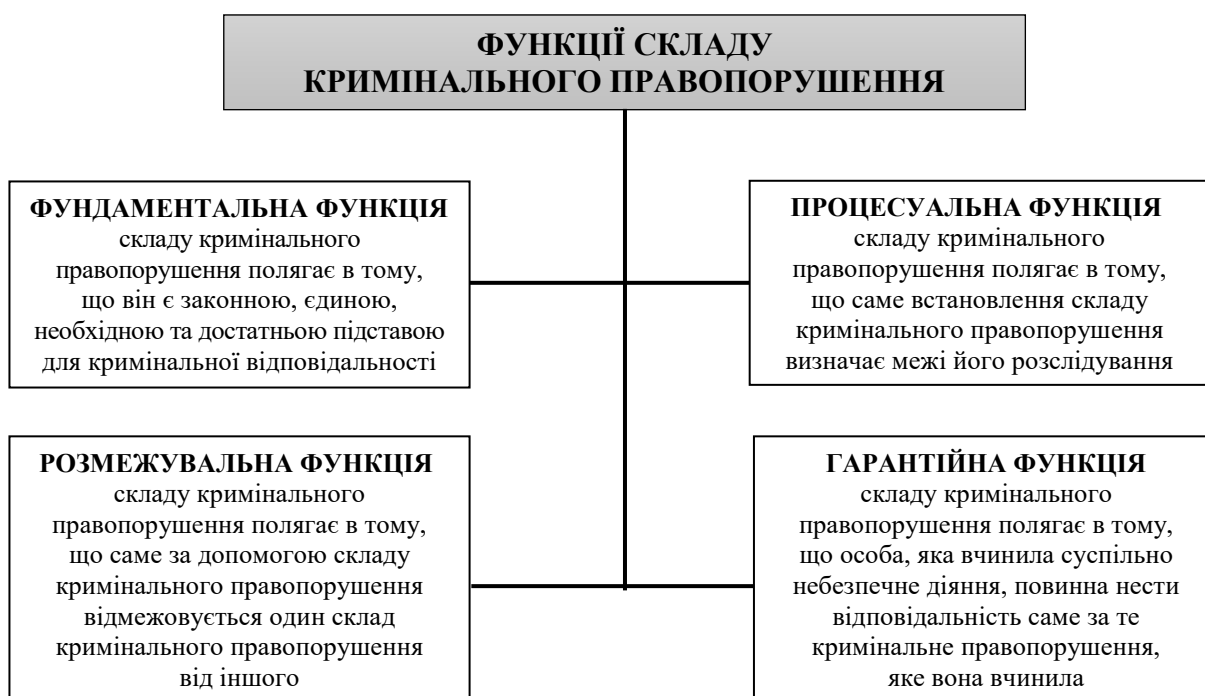 ФУНКЦІЇ СКЛАДУ
КРИМІНАЛЬНОГО ПРАВОПОРУШЕННЯ
ФУНДАМЕНТАЛЬНА ФУНКЦІЯ
складу кримінального
правопорушення полягає в тому,
що він є законною, єдиною,
необхідною та достатньою підставою
для кримінальної відповідальності
ПРОЦЕСУАЛЬНА ФУНКЦІЯ
складу кримінального
правопорушення полягає в тому,
що саме встановлення складу
кримінального правопорушення
визначає межі його розслідування
РОЗМЕЖУВАЛЬНА ФУНКЦІЯ
складу кримінального
правопорушення полягає в тому,
що саме за допомогою складу
кримінального правопорушення
відмежовується один склад
кримінального правопорушення
від іншого
ГАРАНТІЙНА ФУНКЦІЯ
складу кримінального
правопорушення полягає в тому,
що особа, яка вчинила суспільно
небезпечне діяння, повинна нести
відповідальність саме за те
кримінальне правопорушення,
яке вона вчинила